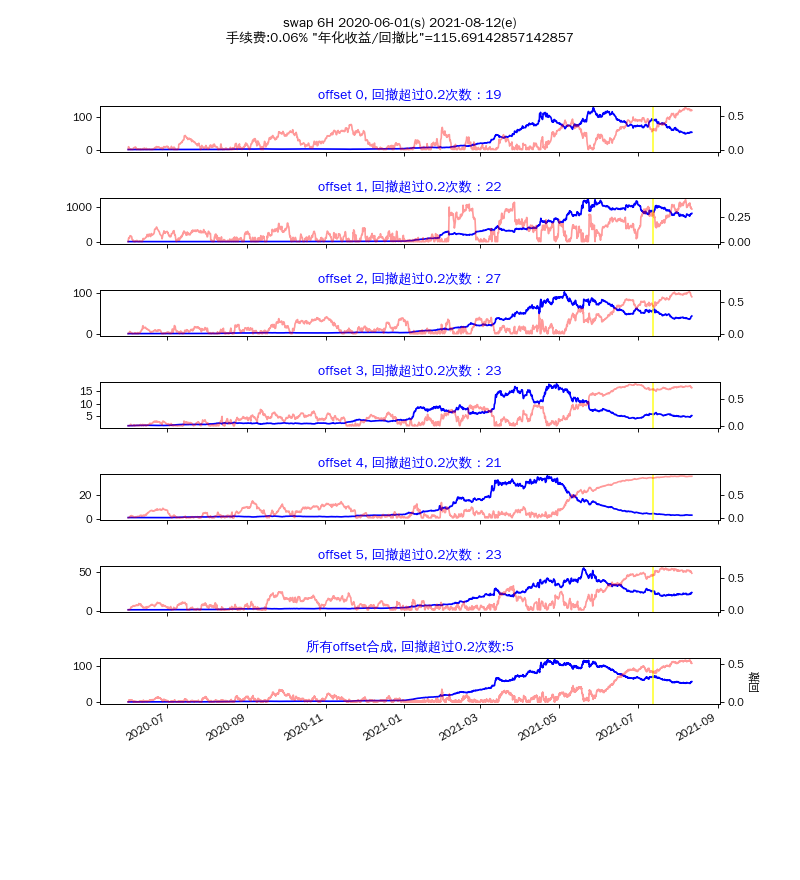 swap 6H 2020-06-01(s) 2021-08-12(e)
手续费:0.06% "年化收益/回撤比"=115.69142857142857
offset 0, 回撤超过0.2次数：19
100
0
0.5
0.0
offset 1, 回撤超过0.2次数：22
1000
0
0.25
0.00
offset 2, 回撤超过0.2次数：27
100
0
0.5
0.0
offset 3, 回撤超过0.2次数：23
15
10
5
0.5
0.0
offset 4, 回撤超过0.2次数：21
20
0
0.5
0.0
offset 5, 回撤超过0.2次数：23
50
0
0.5
0.0
所有offset合成, 回撤超过0.2次数:5
100
0
0.5
0.0
回撤
2020-07 2020-09 2020-11 2021-01 2021-03 2021-05 2021-07 2021-09